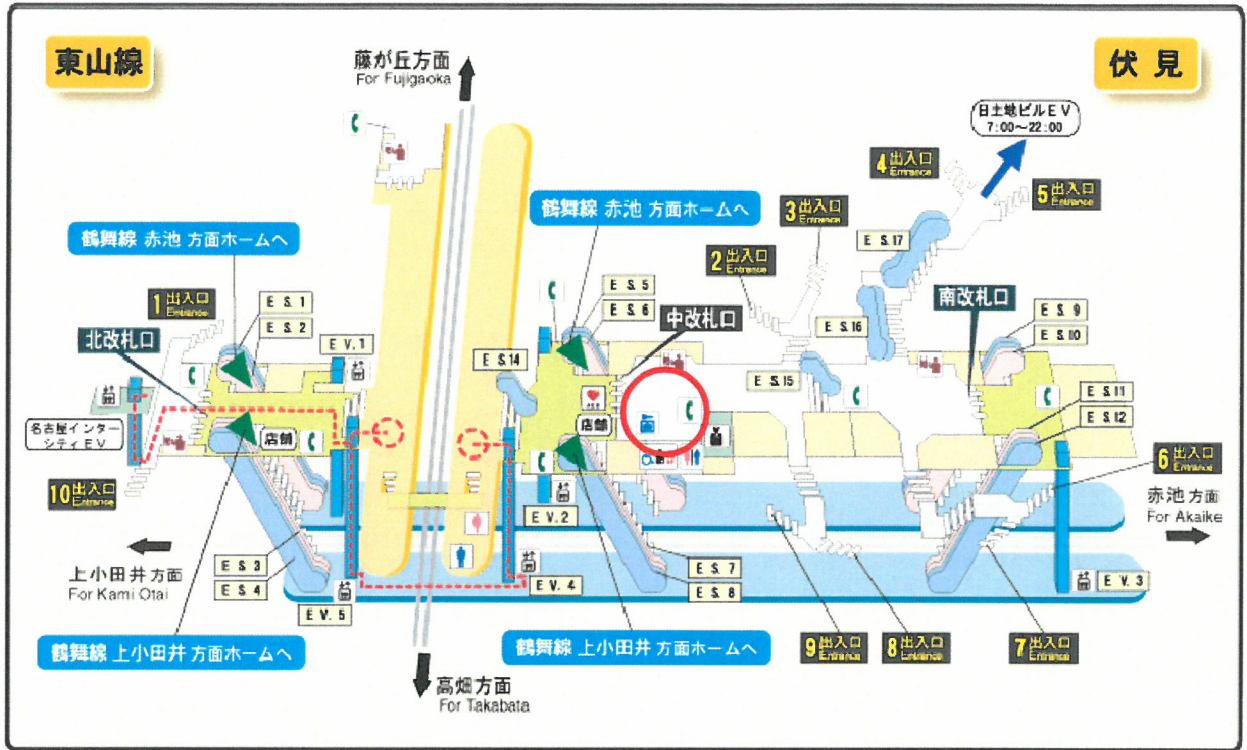 東山線
伏見
藤が丘方面
For Fujigaoka
日土地ビルEV
7:00～22:00
4出入口
Entrance
5出入口
Entrance
鶴舞線 赤池 方面ホームへ
鶴舞線 赤池 方面ホームへ
3出入口
Entrance
2出入口
Entrance
E S.17
1出入口
Entrance
E S. 1
E S. 2
E S. 5
E S. 6
中改札口
南改札口
E S. 9
E S.10
北改札口
E V. 1
E S.14
E S.16
E S.15
E S.11
E S.12
名古屋インター
シティEV
店舗
店舗
6出入口
Entrance
10出入口
Entrance
E V. 2
赤池方面
For Akaike
上小田井方面
For Kami Otai
E S. 3
E S. 4
E S. 7
E S. 8
E V. 5
E V. 4
E V. 3
鶴舞線 上小田井 方面ホームへ
鶴舞線 上小田井 方面ホームへ
9出入口
Entrance
8出入口
Entrance
7出入口
Entrance
高畑方面
For Takabata